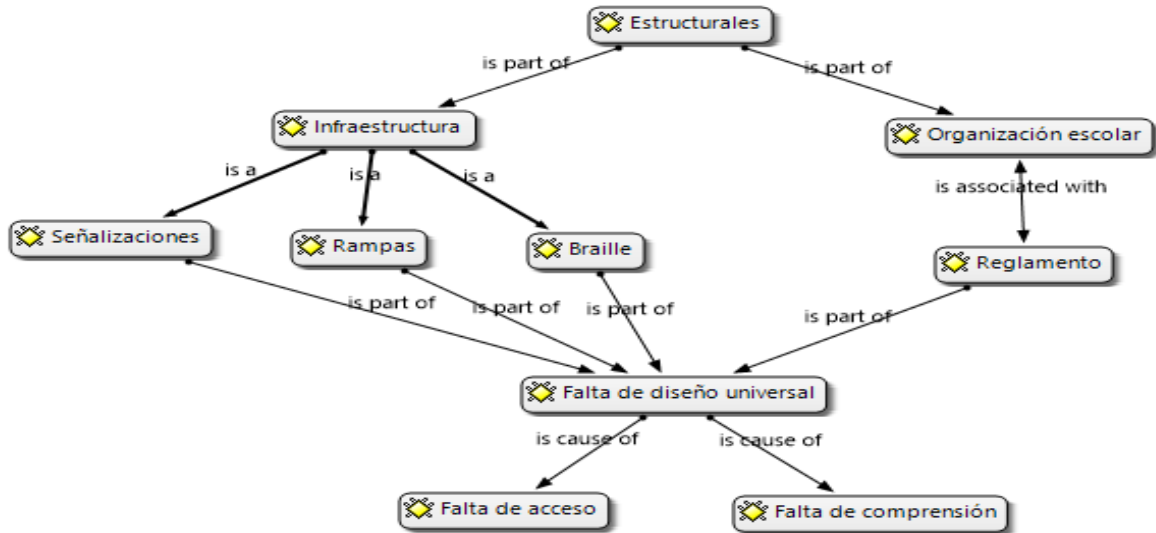 Estructurales
is part of
is part of
Infraestructura
Organización escolar
is a
is a
is a
is associated with
Señalizaciones
Rampas
Braille
Reglamento
is part of
is part of
is part of
is part of
Falta de diseño universal
is cause of
is cause of
Falta de acceso
Falta de comprensión